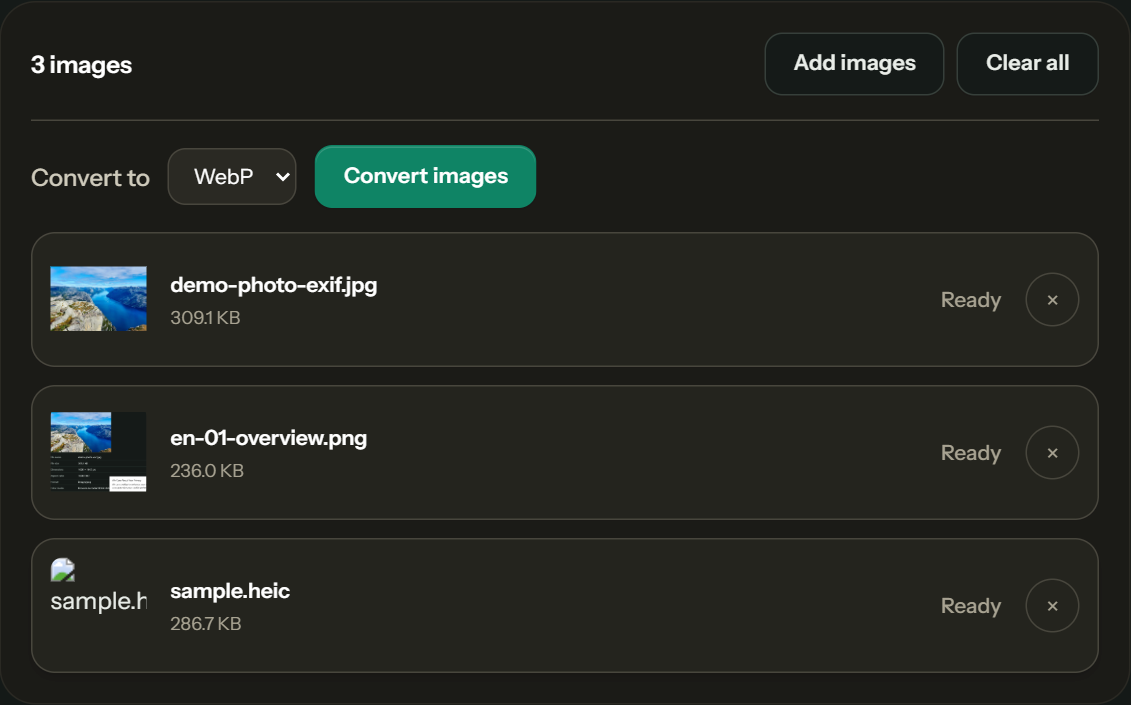 3 images
Add images
Clear all
Convert to
WebP
Convert images
demo-photo-exif.jpg
309.1 KB
Ready
×
en-01-overview.png
236.0 KB
Ready
×
sample.h
sample.heic
286.7 KB
Ready
×